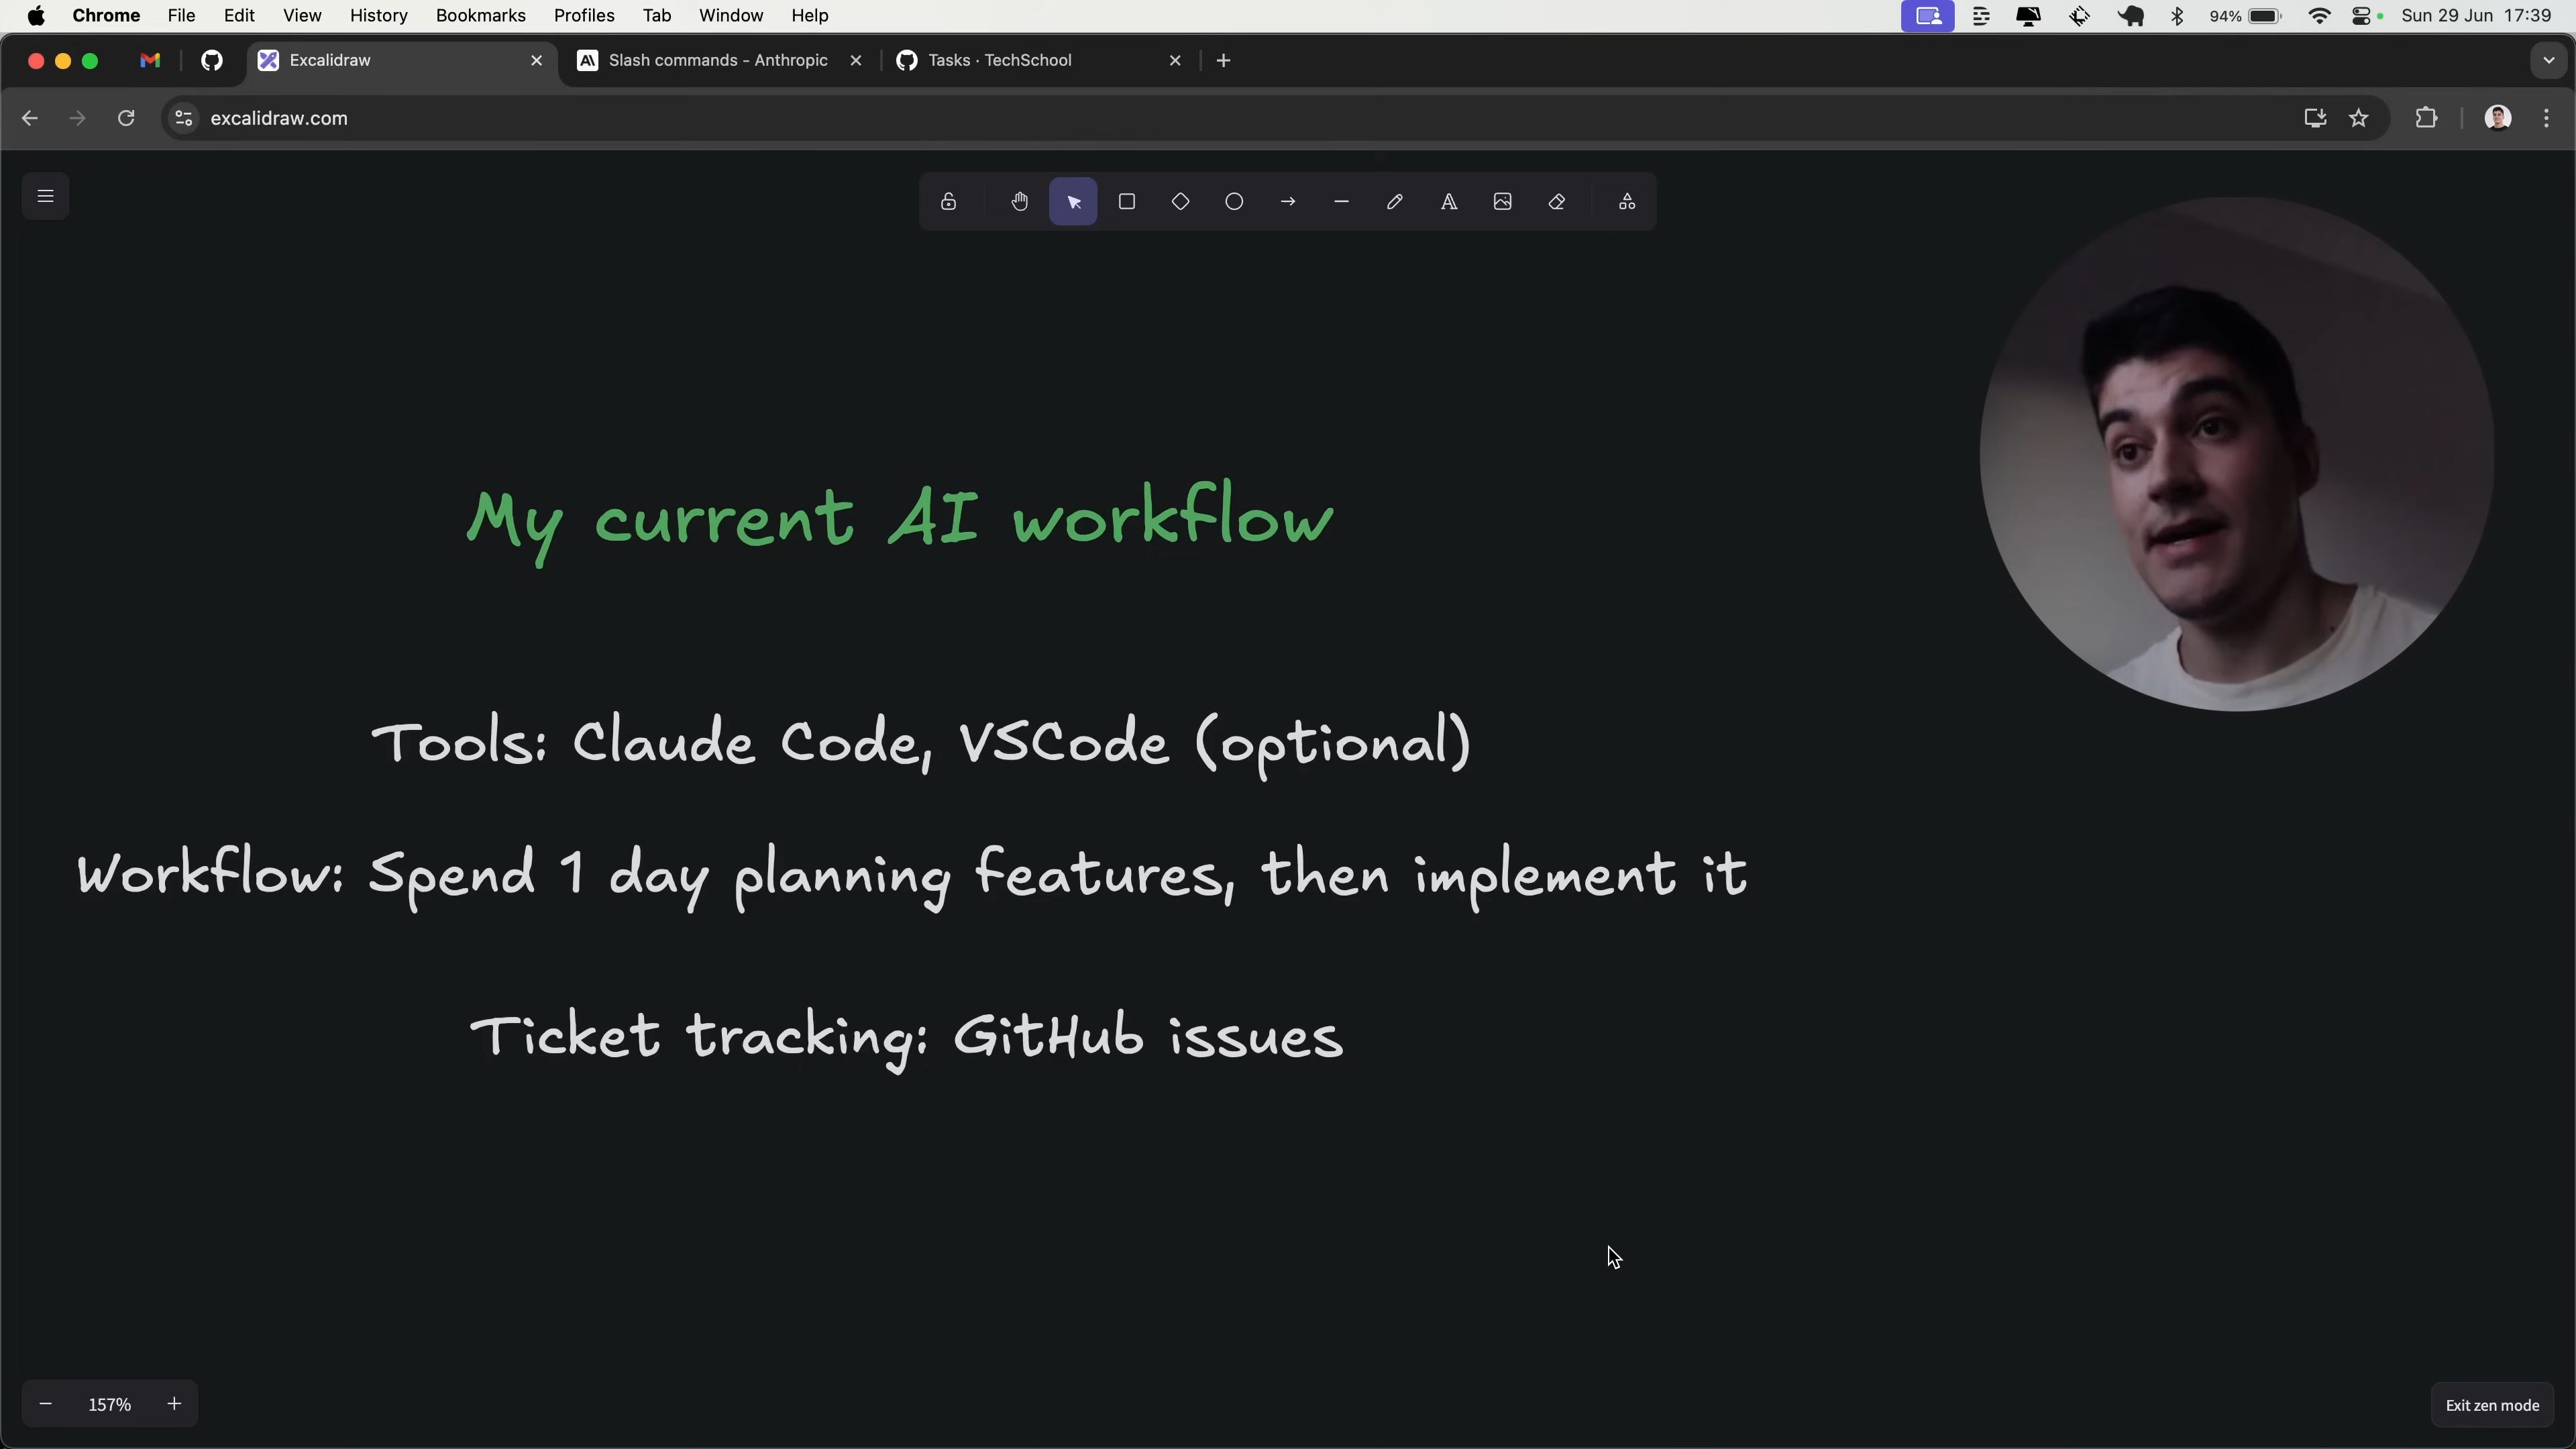 Chrome File Edit View History Bookmarks Profiles Tab Window Help 94% Sun 29 Jun 17:39
Excalidraw Slash commands - Anthropic Tasks · TechSchool
excalidraw.com
My current AI workflow
Tools: Claude Code, VSCode (optional)
Workflow: Spend 1 day planning features, then implement it
Ticket tracking: GitHub issues
157%
Exit zen mode